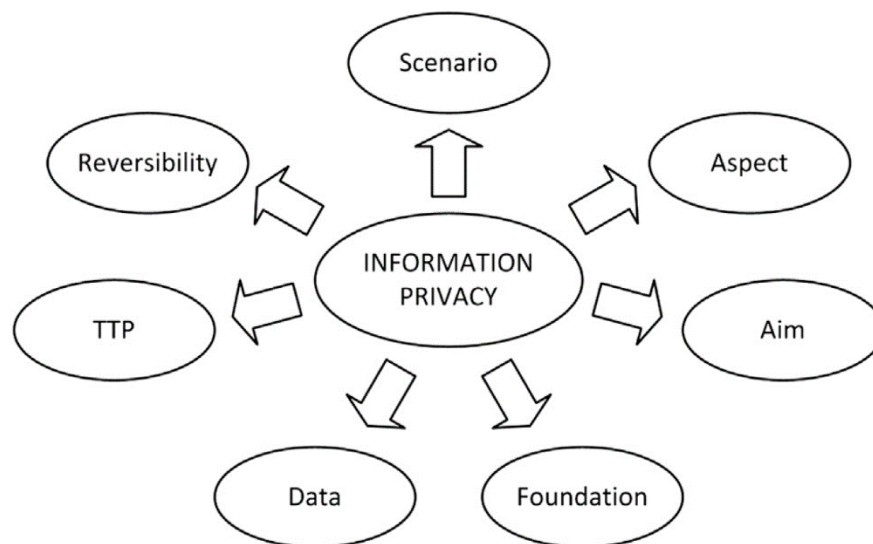 Scenario
Reversibility
Aspect
INFORMATION
PRIVACY
TTP
Aim
Data
Foundation